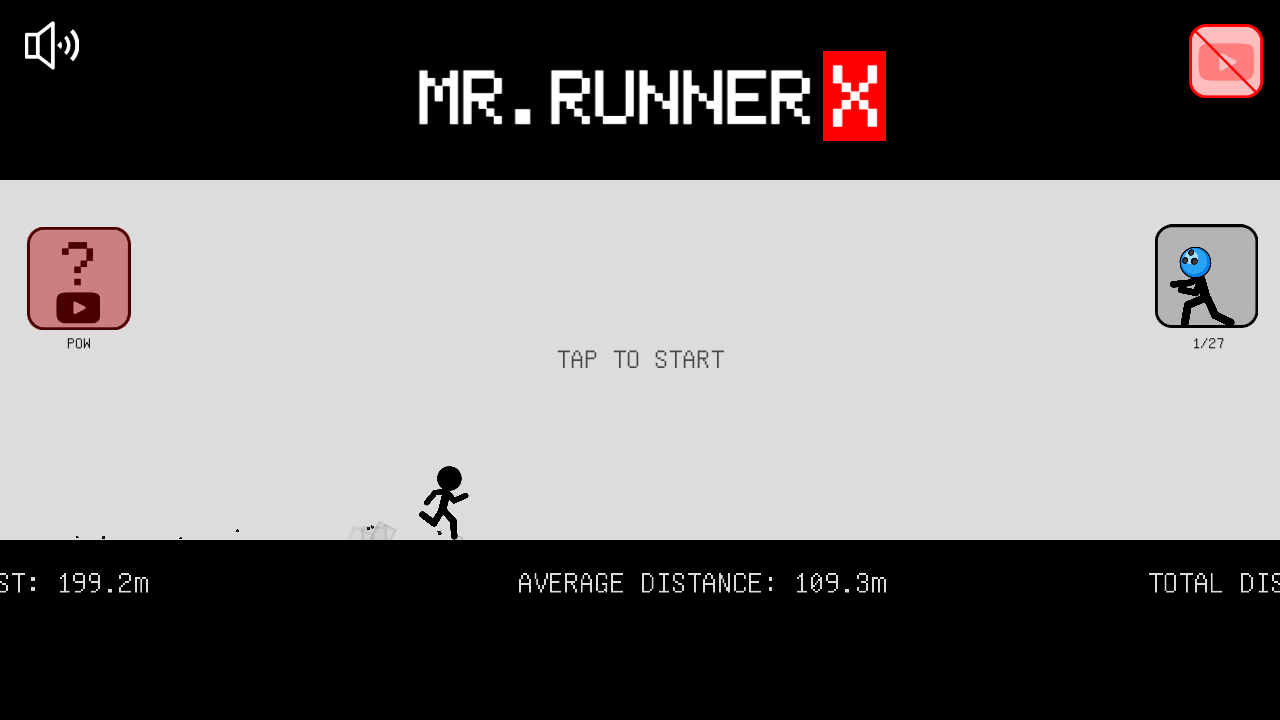 MR.RUNNER X
?
POW
1/27
TAP TO START
ST: 199.2m
AVERAGE DISTANCE: 109.3m
TOTAL DIS